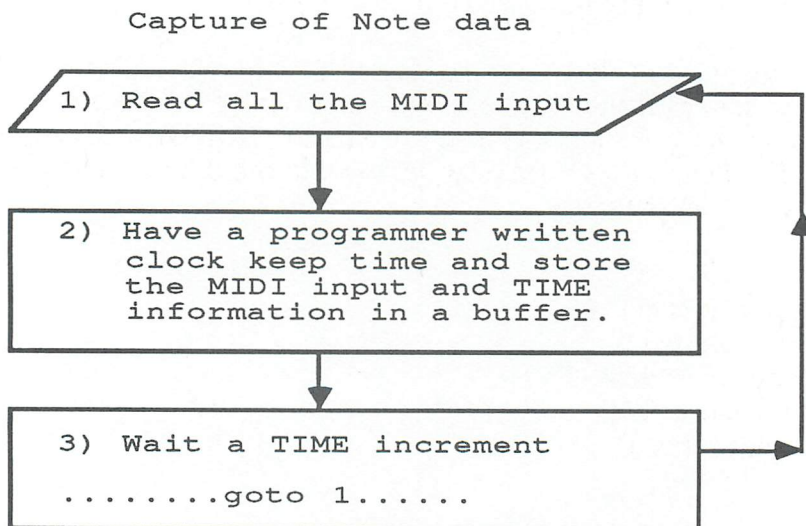 Capture of Note data
1) Read all the MIDI input
2) Have a programmer written
clock keep time and store
the MIDI input and TIME
information in a buffer.
3) Wait a TIME increment
........goto 1......